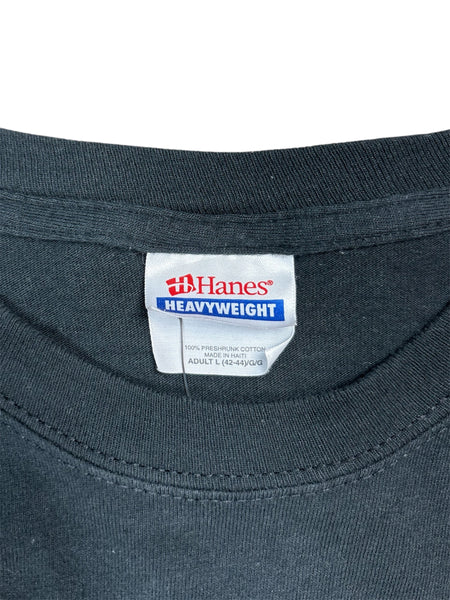 Hanes®
HEAVYWEIGHT
100% PRESHRUNK COTTON
MADE IN HAITI
ADULT L (42-44)/G/G